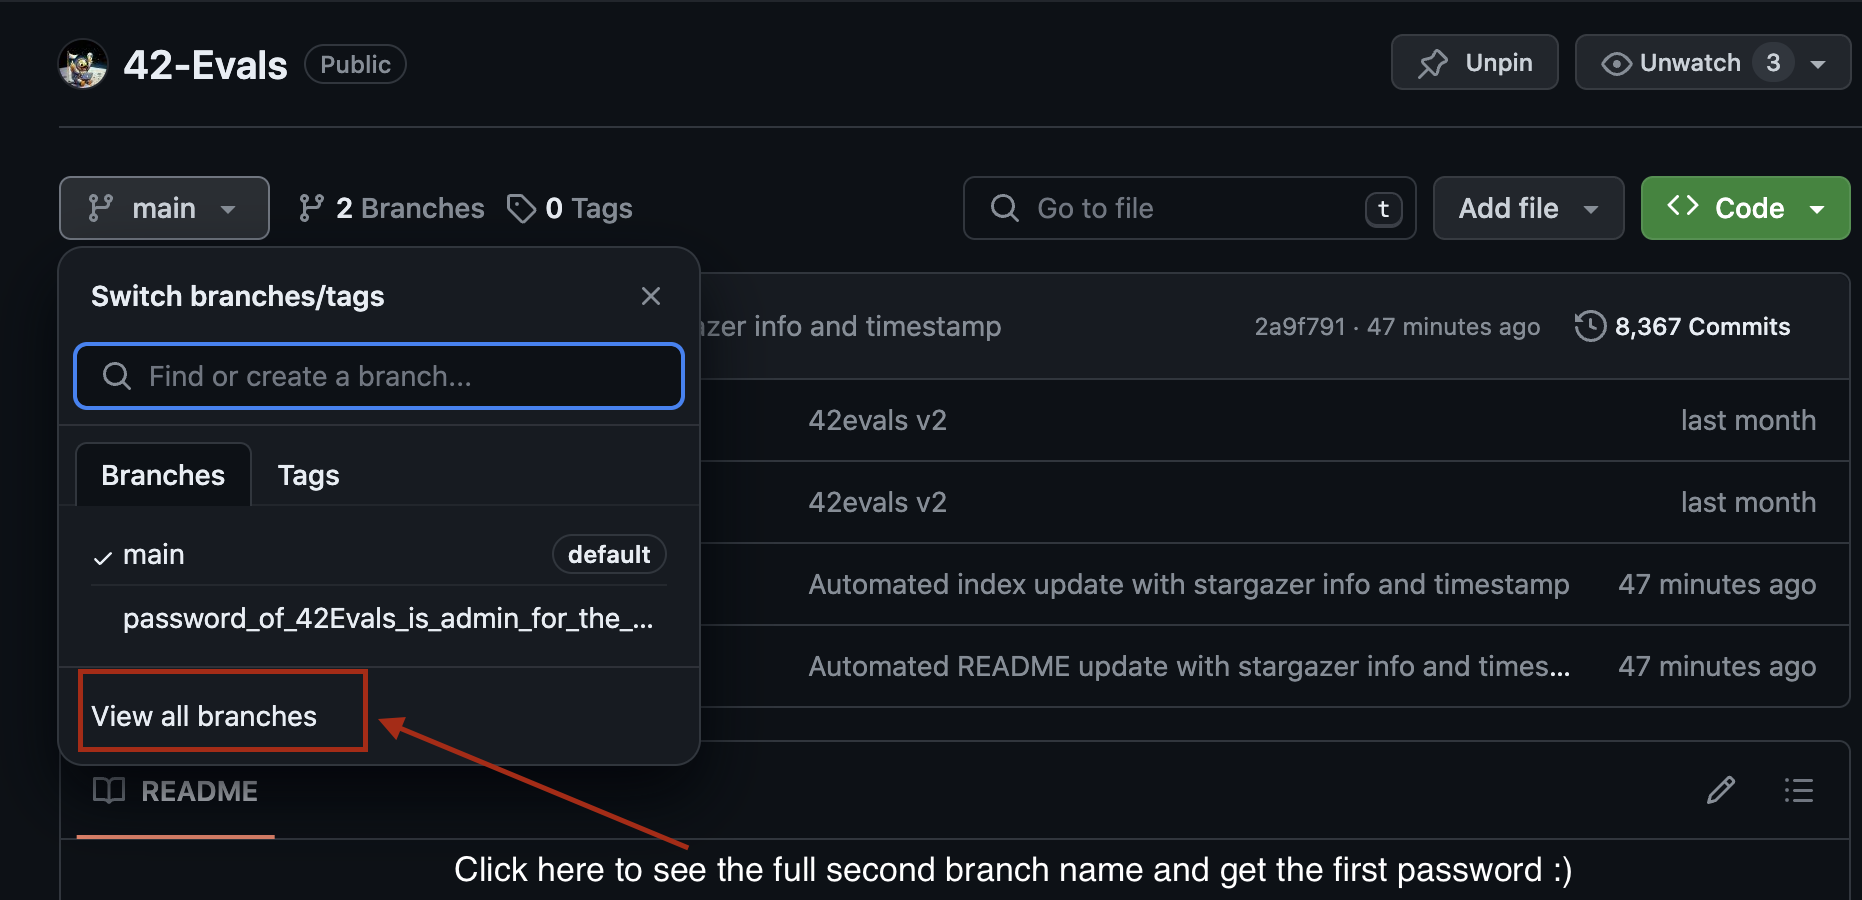 42-Evals Public Unpin Unwatch 3
main 2 Branches 0 Tags Go to file t Add file <> Code
Switch branches/tags
zer info and timestamp 2a9f791 · 47 minutes ago 8,367 Commits
Find or create a branch...
42evals v2 last month
Branches Tags
42evals v2 last month
main default
Automated index update with stargazer info and timestamp 47 minutes ago
password_of_42Evals_is_admin_for_the_...
Automated README update with stargazer info and times... 47 minutes ago
View all branches
README
Click here to see the full second branch name and get the first password :)